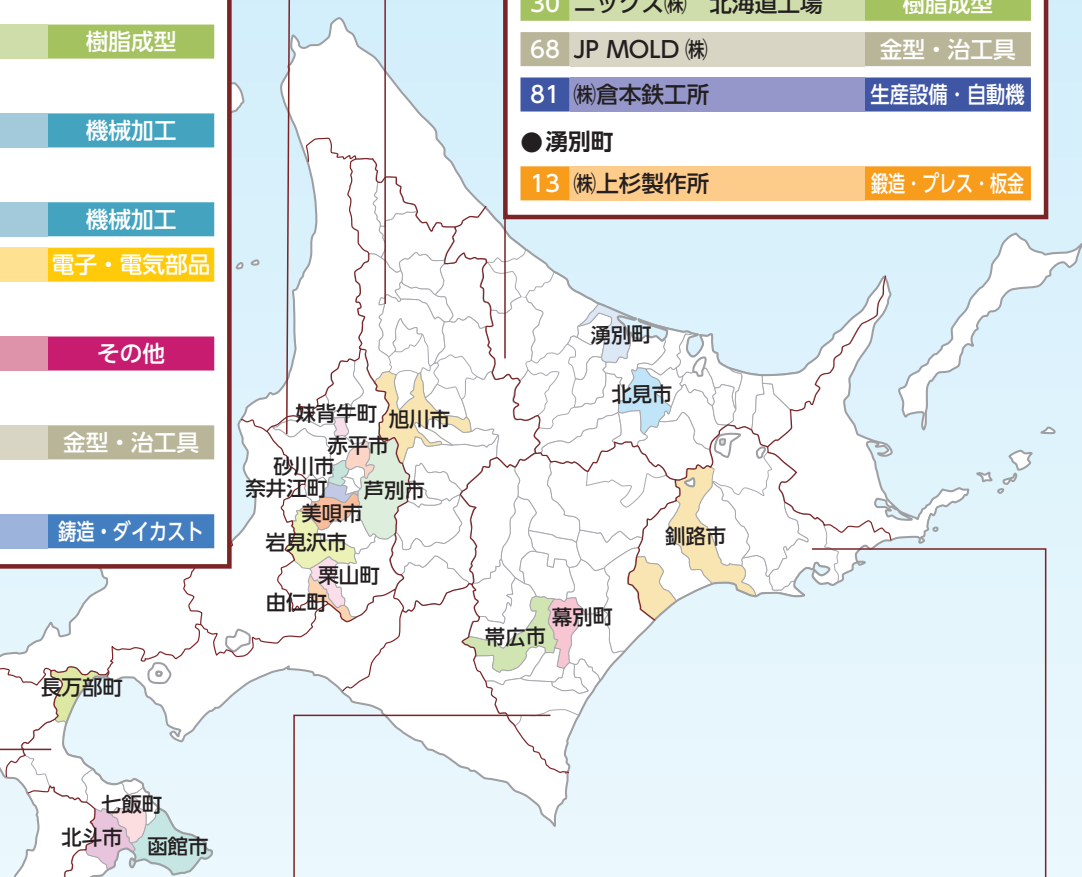 樹脂成型
機械加工
機械加工
電子・電気部品
その他
金型・治工具
鋳造・ダイカスト
30 ニックス㈱ 北海道工場 樹脂成型
68 JP MOLD ㈱ 金型・治工具
81 ㈱倉本鉄工所 生産設備・自動機
●湧別町
13 ㈱上杉製作所 鍛造・プレス・板金
湧別町
北見市
妹背牛町
旭川市
赤平市
砂川市
奈井江町
芦別市
美唄市
岩見沢市
栗山町
由仁町
釧路市
幕別町
帯広市
長万部町
七飯町
北斗市
函館市